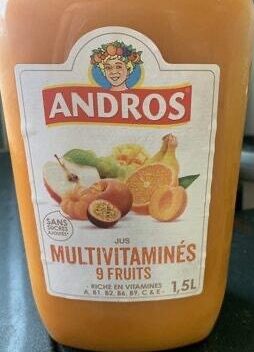 ANDROS
SANS
SUCRES
AJOUTÉS*
JUS
MULTIVITAMINÉS
9 FRUITS
- RICHE EN VITAMINES -
A, B1, B2, B6, B9, C & E -
1,5L